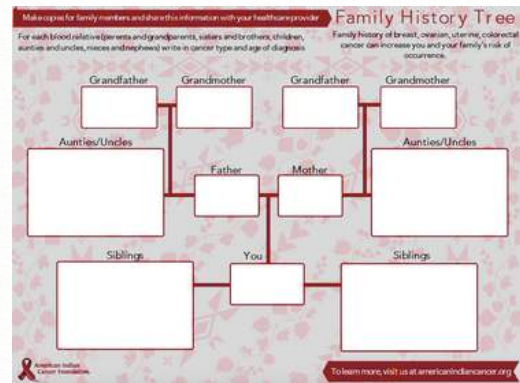 Make copies for family members and share this information with your healthcare provider
Family History Tree
For each blood relative (parents and grandparents, sisters and brothers, children,
aunties and uncles, nieces and nephews) write in cancer type and age of diagnosis
Family history of breast, ovarian, uterine, colorectal
cancer can increase you and your family's risk of
occurrence.
Grandfather Grandmother Grandfather Grandmother
Aunties/Uncles Aunties/Uncles
Father Mother
Siblings You Siblings
American Indian
Cancer Foundation.
To learn more, visit us at americanindiancancer.org